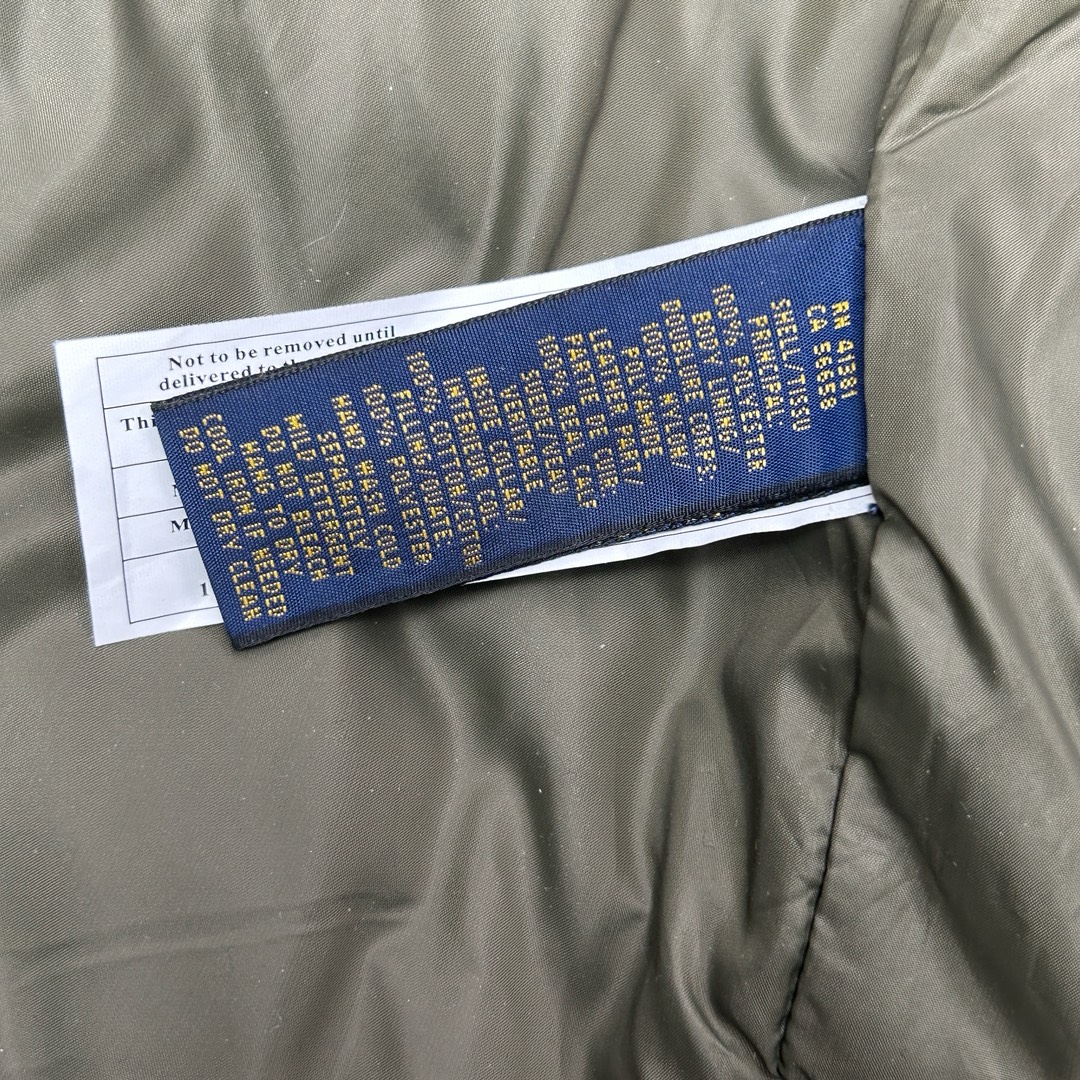 RN 41381
CA 5668
SHELL/TISSU
PRINCIPAL:
100% POLYESTER
BODY LINING/
DOUBLURE CORPS:
100% NYLON/
POLYAMIDE
LEATHER PART/
PARTIE DE CUIR:
100% REAL CALF
SUEDE/VEAU
VERITABLE
INSIDE COLLAR/
INTERIEUR COL
100% COTTON/COTON
FILLING/OUATE
100% POLYESTER
HAND WASH COLD
SEPARATELY
MILD DETERGENT
DO NOT BLEACH
HANG TO DRY
COOL IRON IF NEEDED
DO NOT DRY CLEAN
Not to be removed until
delivered to